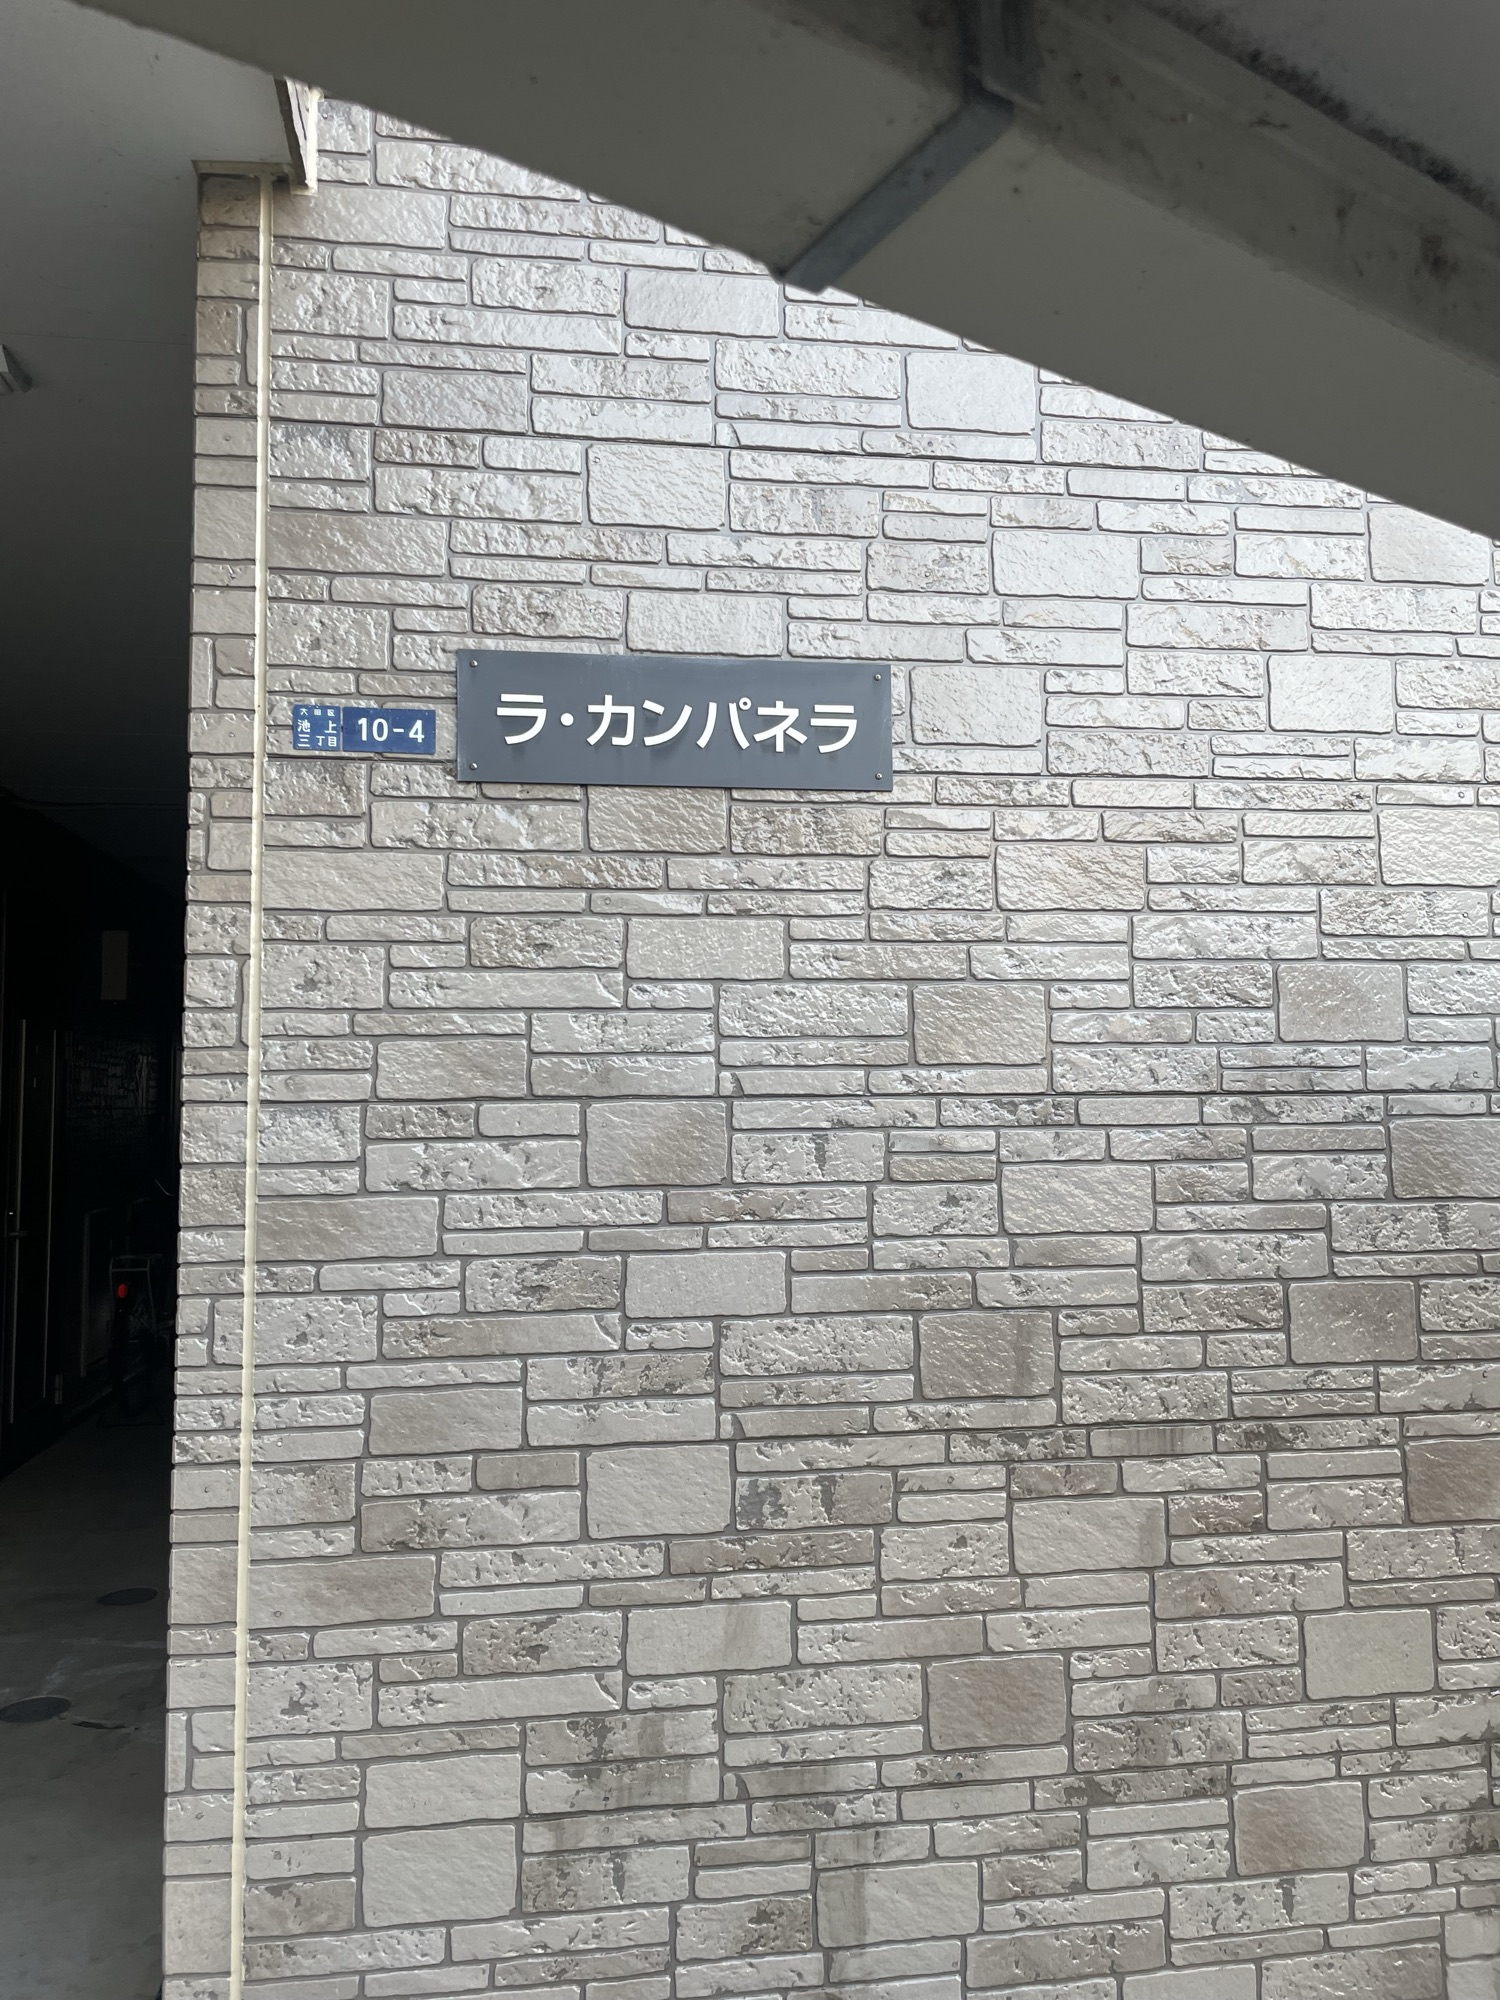 大田区
池上
三丁目
10-4
ラ・カンパネラ